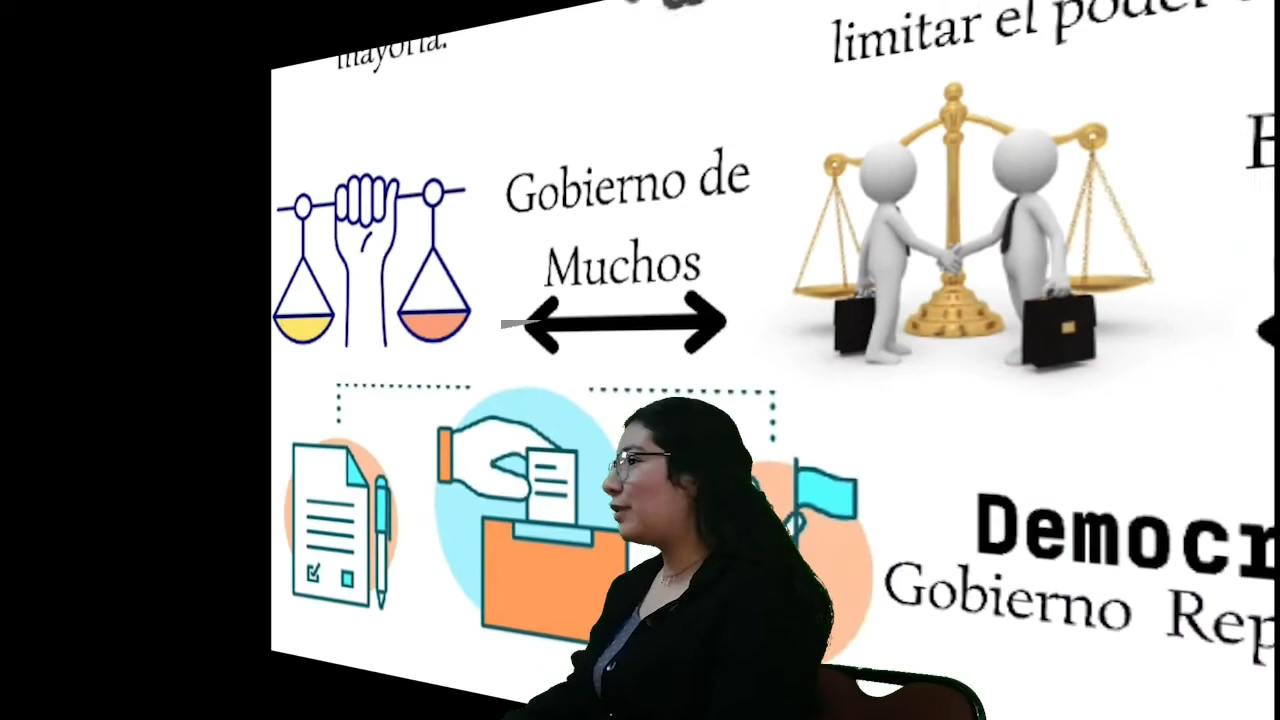 mayoría.
limitar el poder
Gobierno de
Muchos
Democr
Gobierno Rep